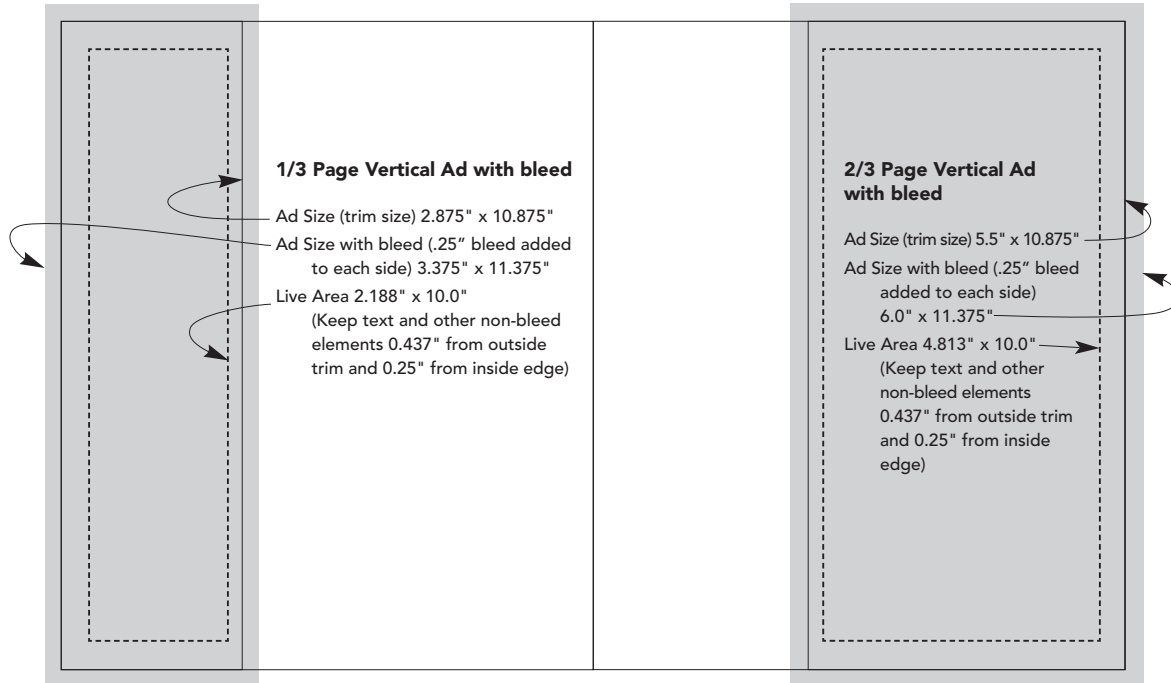 1/3 Page Vertical Ad with bleed
Ad Size (trim size) 2.875" x 10.875"
Ad Size with bleed (.25” bleed added
to each side) 3.375" x 11.375"
Live Area 2.188" x 10.0"
(Keep text and other non-bleed
elements 0.437" from outside
trim and 0.25" from inside edge)
2/3 Page Vertical Ad
with bleed
Ad Size (trim size) 5.5" x 10.875"
Ad Size with bleed (.25” bleed
added to each side)
6.0" x 11.375"
Live Area 4.813" x 10.0"
(Keep text and other
non-bleed elements
0.437" from outside trim
and 0.25" from inside
edge)